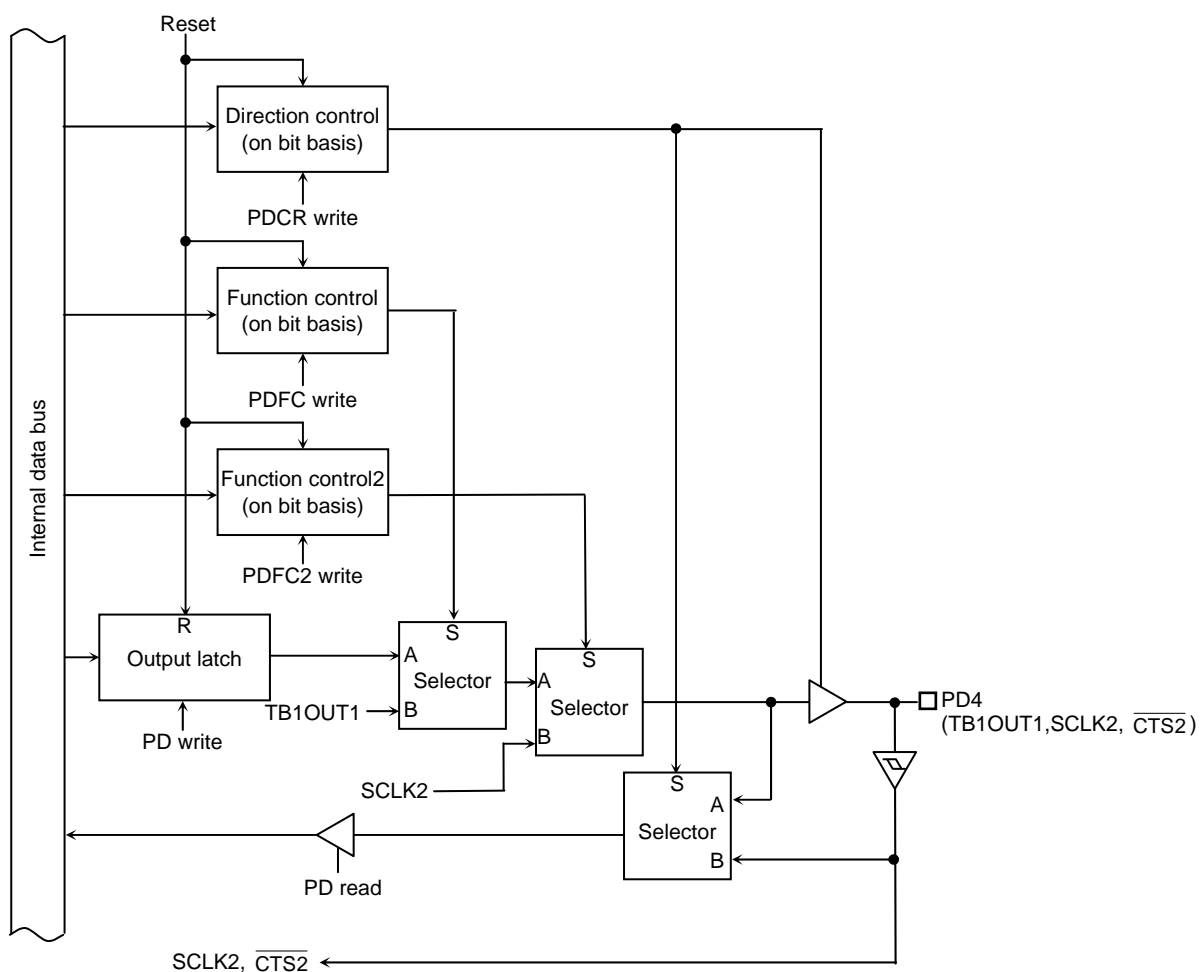 Reset
Direction control
(on bit basis)
PDCR write
Function control
(on bit basis)
PDFC write
Function control2
(on bit basis)
PDFC2 write
Internal data bus
R
Output latch
PD write
S
A
Selector
B
TB1OUT1
S
A
Selector
B
SCLK2
PD4
(TB1OUT1,SCLK2, CTS2)
S
A
Selector
B
PD read
SCLK2, CTS2